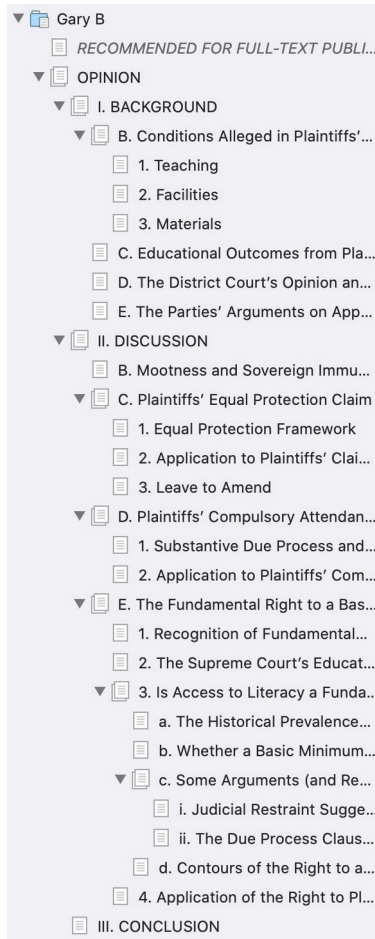 Gary B
RECOMMENDED FOR FULL-TEXT PUBLI...
OPINION
I. BACKGROUND
B. Conditions Alleged in Plaintiffs’...
1. Teaching
2. Facilities
3. Materials
C. Educational Outcomes from Pla...
D. The District Court’s Opinion an...
E. The Parties’ Arguments on App...
II. DISCUSSION
B. Mootness and Sovereign Immu...
C. Plaintiffs’ Equal Protection Claim
1. Equal Protection Framework
2. Application to Plaintiffs’ Clai...
3. Leave to Amend
D. Plaintiffs’ Compulsory Attendan...
1. Substantive Due Process and...
2. Application to Plaintiffs’ Com...
E. The Fundamental Right to a Bas...
1. Recognition of Fundamental...
2. The Supreme Court’s Educat...
3. Is Access to Literacy a Funda...
a. The Historical Prevalence...
b. Whether a Basic Minimum...
c. Some Arguments (and Re...
i. Judicial Restraint Sugge...
ii. The Due Process Claus...
d. Contours of the Right to a...
4. Application of the Right to Pl...
III. CONCLUSION